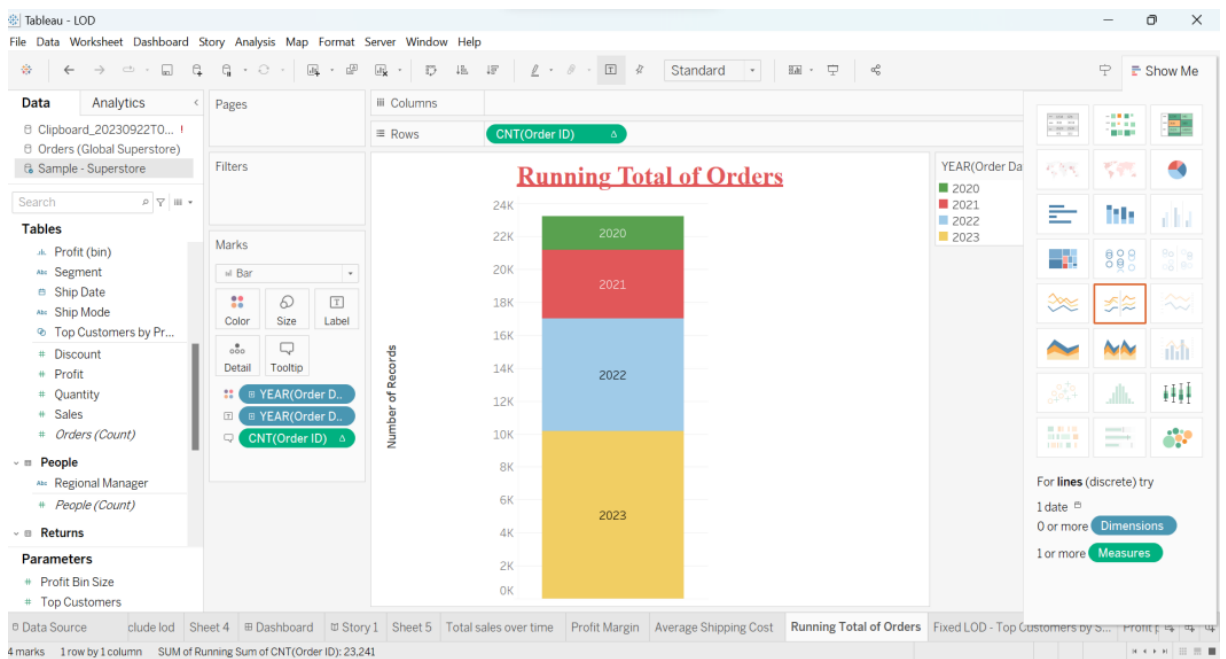 Tableau - LOD
File Data Worksheet Dashboard Story Analysis Map Format Server Window Help
Standard
Show Me
Data Analytics
Clipboard_20230922T0... !
Orders (Global Superstore)
Sample - Superstore
Search
Tables
Abc
Profit (bin)
Abc Segment
Ship Date
Abc Ship Mode
Top Customers by Pr...
# Discount
# Profit
# Quantity
# Sales
# Orders (Count)
People
Abc Regional Manager
# People (Count)
Returns
Parameters
# Profit Bin Size
# Top Customers
Pages
Filters
Marks
Bar
Color Size Label
Detail Tooltip
YEAR(Order D..
YEAR(Order D..
CNT(Order ID) Δ
Columns
Rows CNT(Order ID) Δ
Running Total of Orders
24K
22K
20K
18K
16K
14K
12K
10K
8K
6K
4K
2K
0K
Number of Records
2020
2021
2022
2023
YEAR(Order Da
2020
2021
2022
2023
For lines (discrete) try
1 date
0 or more Dimensions
1 or more Measures
Data Source clude lod Sheet 4 Dashboard Story 1 Sheet 5 Total sales over time Profit Margin Average Shipping Cost Running Total of Orders Fixed LOD - Top Customers by S... Profit
4 marks 1 row by 1 column SUM of Running Sum of CNT(Order ID): 23,241